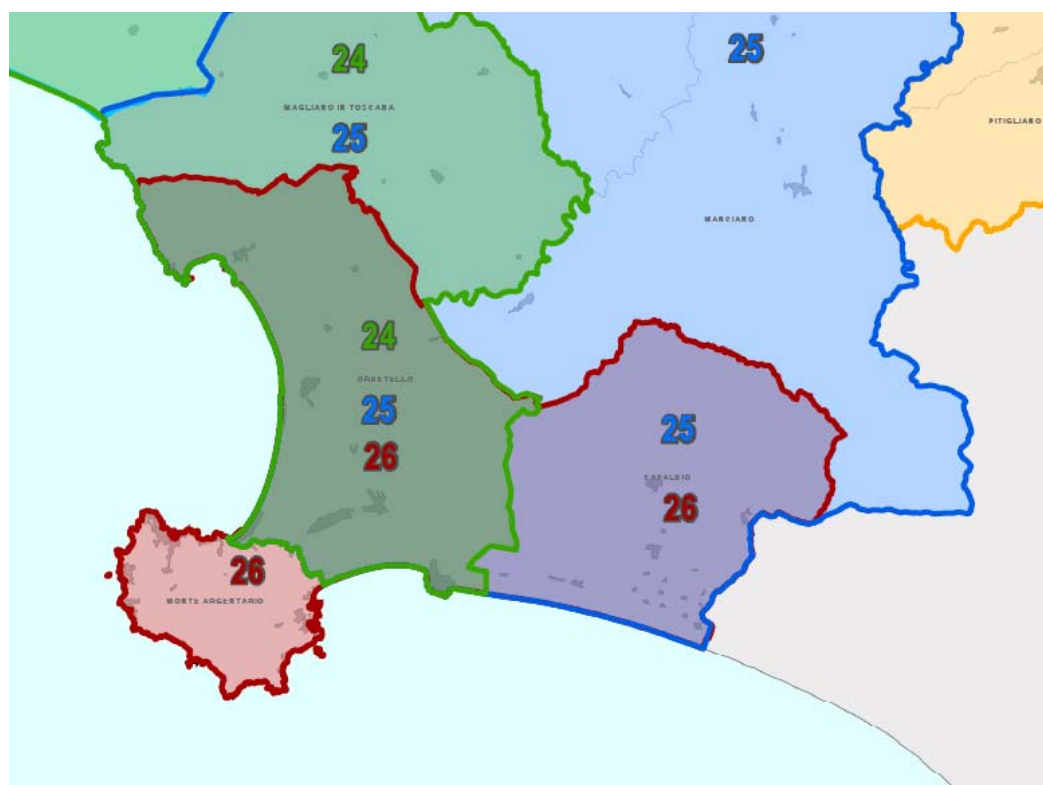 24
25
MAGLIANO IN TOSCANA
25
PITIGLIANO
MANCIANO
24
ORBETELLO
25
25
26
CAPALBIO
26
26
MONTE ARGENTARIO